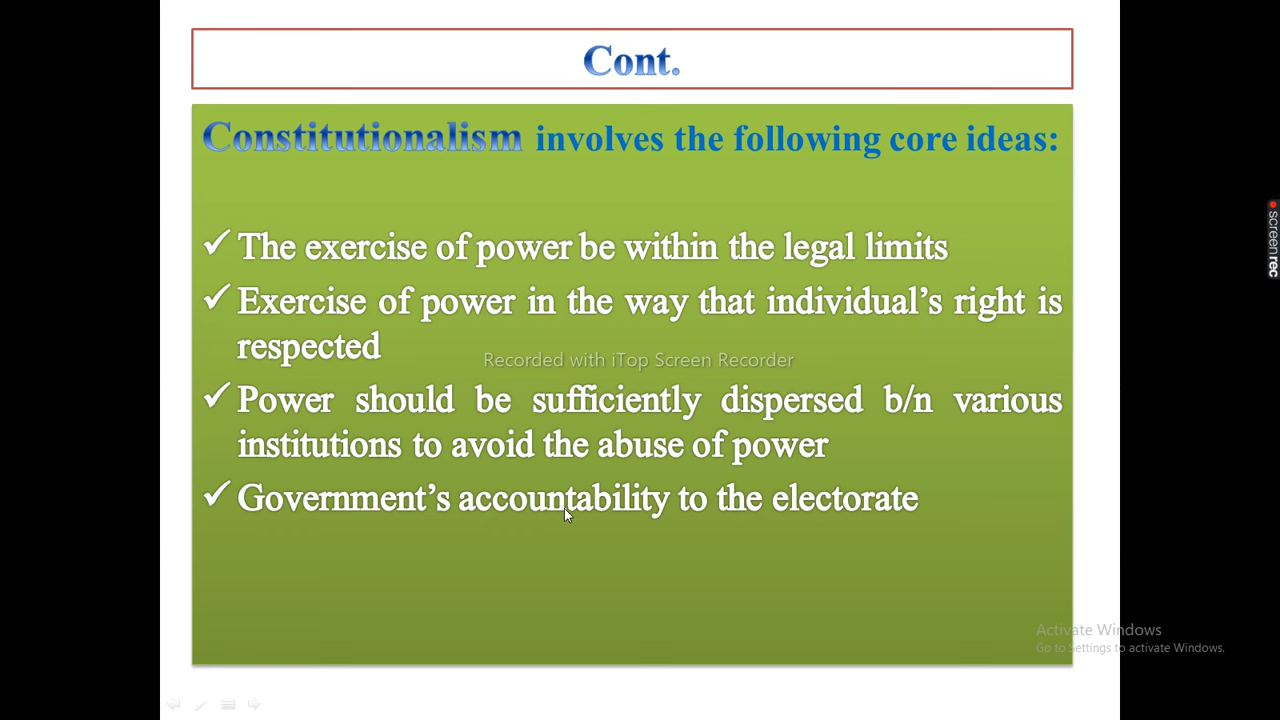 Cont.
Constitutionalism involves the following core ideas:
✓ The exercise of power be within the legal limits
✓ Exercise of power in the way that individual’s right is
respected
Recorded with iTop Screen Recorder
✓ Power should be sufficiently dispersed b/n various
institutions to avoid the abuse of power
✓ Government’s accountability to the electorate
Activate Windows
Go to Settings to activate Windows.
screenrec